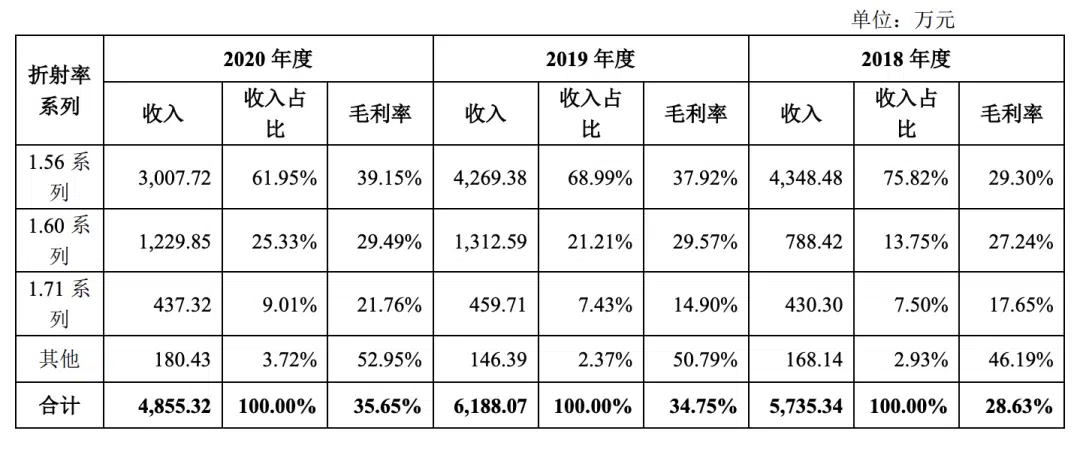 单位：万元
折射率系列 2020 年度 2019 年度 2018 年度
收入 收入占比 毛利率 收入 收入占比 毛利率 收入 收入占比 毛利率
1.56 系列 3,007.72 61.95% 39.15% 4,269.38 68.99% 37.92% 4,348.48 75.82% 29.30%
1.60 系列 1,229.85 25.33% 29.49% 1,312.59 21.21% 29.57% 788.42 13.75% 27.24%
1.71 系列 437.32 9.01% 21.76% 459.71 7.43% 14.90% 430.30 7.50% 17.65%
其他 180.43 3.72% 52.95% 146.39 2.37% 50.79% 168.14 2.93% 46.19%
合计 4,855.32 100.00% 35.65% 6,188.07 100.00% 34.75% 5,735.34 100.00% 28.63%